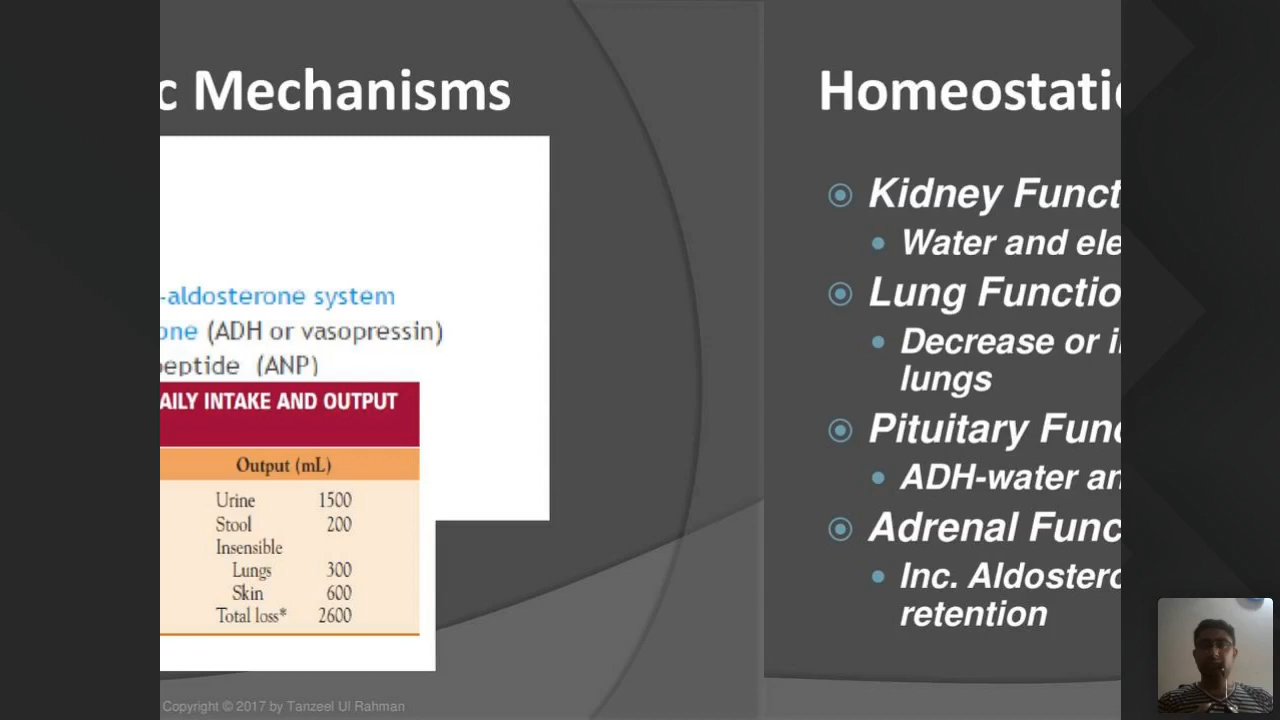 c Mechanisms
-aldosterone system
one (ADH or vasopressin)
peptide (ANP)
AILY INTAKE AND OUTPUT
Output (mL)
Urine 1500
Stool 200
Insensible
Lungs 300
Skin 600
Total loss* 2600
Copyright © 2017 by Tanzeel Ul Rahman
Homeostatic
Kidney Funct
Water and ele
Lung Functio
Decrease or i
lungs
Pituitary Func
ADH-water an
Adrenal Func
Inc. Aldostero
retention